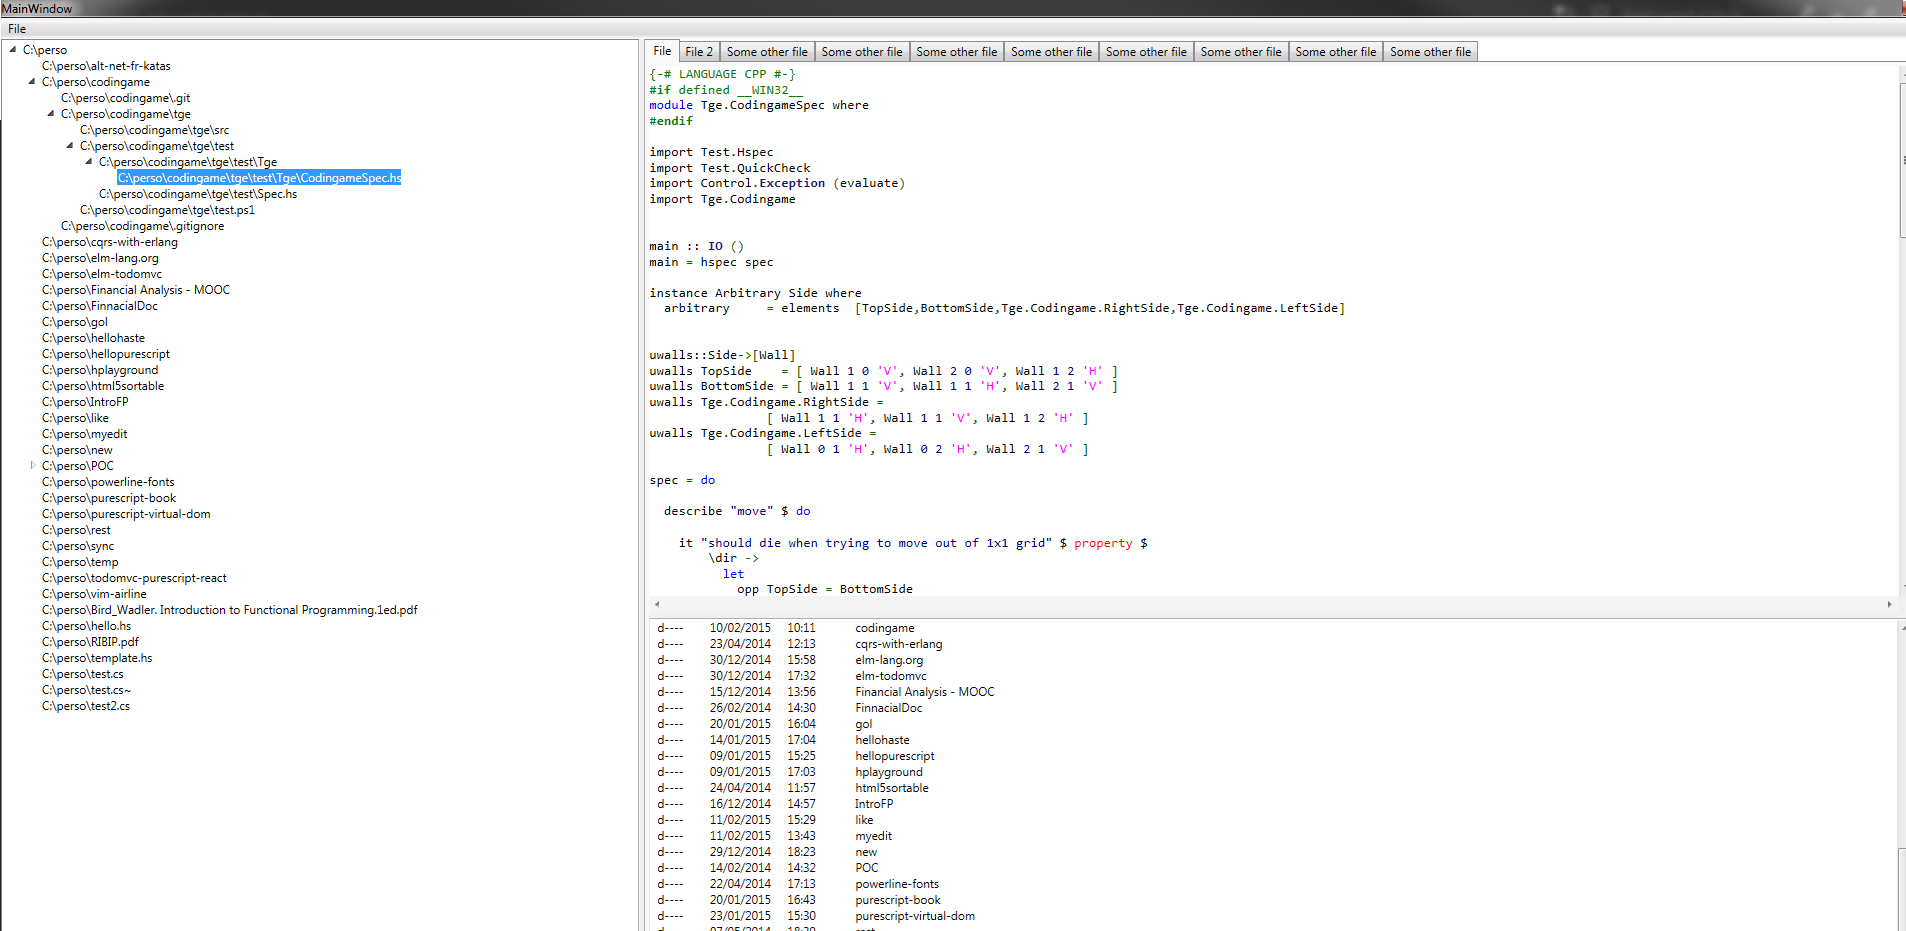 MainWindow
File
C:\perso
C:\perso\alt-net-fr-katas
C:\perso\codingame
C:\perso\codingame\.git
C:\perso\codingame\tge
C:\perso\codingame\tge\src
C:\perso\codingame\tge\test
C:\perso\codingame\tge\test\Tge
C:\perso\codingame\tge\test\Tge\CodingameSpec.hs
C:\perso\codingame\tge\test\Spec.hs
C:\perso\codingame\tge\test.ps1
C:\perso\codingame\.gitignore
C:\perso\cqrs-with-erlang
C:\perso\elm-lang.org
C:\perso\elm-todomvc
C:\perso\Financial Analysis - MOOC
C:\perso\FinnacialDoc
C:\perso\gol
C:\perso\hellohaste
C:\perso\hellopurescript
C:\perso\hplayground
C:\perso\html5sortable
C:\perso\IntroFP
C:\perso\like
C:\perso\myedit
C:\perso\new
C:\perso\POC
C:\perso\powerline-fonts
C:\perso\purescript-book
C:\perso\purescript-virtual-dom
C:\perso\rest
C:\perso\sync
C:\perso\temp
C:\perso\todomvc-purescript-react
C:\perso\vim-airline
C:\perso\Bird_Wadler. Introduction to Functional Programming.1ed.pdf
C:\perso\hello.hs
C:\perso\RIBIP.pdf
C:\perso\template.hs
C:\perso\test.cs
C:\perso\test.cs~
C:\perso\test2.cs
File File 2 Some other file Some other file Some other file Some other file Some other file Some other file Some other file Some other file
{-# LANGUAGE CPP #-}
#if defined __WIN32__
module Tge.CodingameSpec where
#endif
import Test.Hspec
import Test.QuickCheck
import Control.Exception (evaluate)
import Tge.Codingame
main :: IO ()
main = hspec spec
instance Arbitrary Side where
  arbitrary     = elements  [TopSide,BottomSide,Tge.Codingame.RightSide,Tge.Codingame.LeftSide]
uwalls::Side->[Wall]
uwalls TopSide    = [ Wall 1 0 'V', Wall 2 0 'V', Wall 1 2 'H' ]
uwalls BottomSide = [ Wall 1 1 'V', Wall 1 1 'H', Wall 2 1 'V' ]
uwalls Tge.Codingame.RightSide =
                [ Wall 1 1 'H', Wall 1 1 'V', Wall 1 2 'H' ]
uwalls Tge.Codingame.LeftSide =
                [ Wall 0 1 'H', Wall 0 2 'H', Wall 2 1 'V' ]
spec = do
  describe "move" $ do
    it "should die when trying to move out of 1x1 grid" $ property $
        \dir ->
          let
            opp TopSide = BottomSide
d---- 10/02/2015 10:11 codingame
d---- 23/04/2014 12:13 cqrs-with-erlang
d---- 30/12/2014 15:58 elm-lang.org
d---- 30/12/2014 17:32 elm-todomvc
d---- 15/12/2014 13:56 Financial Analysis - MOOC
d---- 26/02/2014 14:30 FinnacialDoc
d---- 20/01/2015 16:04 gol
d---- 14/01/2015 17:04 hellohaste
d---- 09/01/2015 15:25 hellopurescript
d---- 09/01/2015 17:03 hplayground
d---- 24/04/2014 11:57 html5sortable
d---- 16/12/2014 14:57 IntroFP
d---- 11/02/2015 15:29 like
d---- 11/02/2015 13:43 myedit
d---- 29/12/2014 18:23 new
d---- 14/02/2014 14:32 POC
d---- 22/04/2014 17:13 powerline-fonts
d---- 20/01/2015 16:43 purescript-book
d---- 23/01/2015 15:30 purescript-virtual-dom